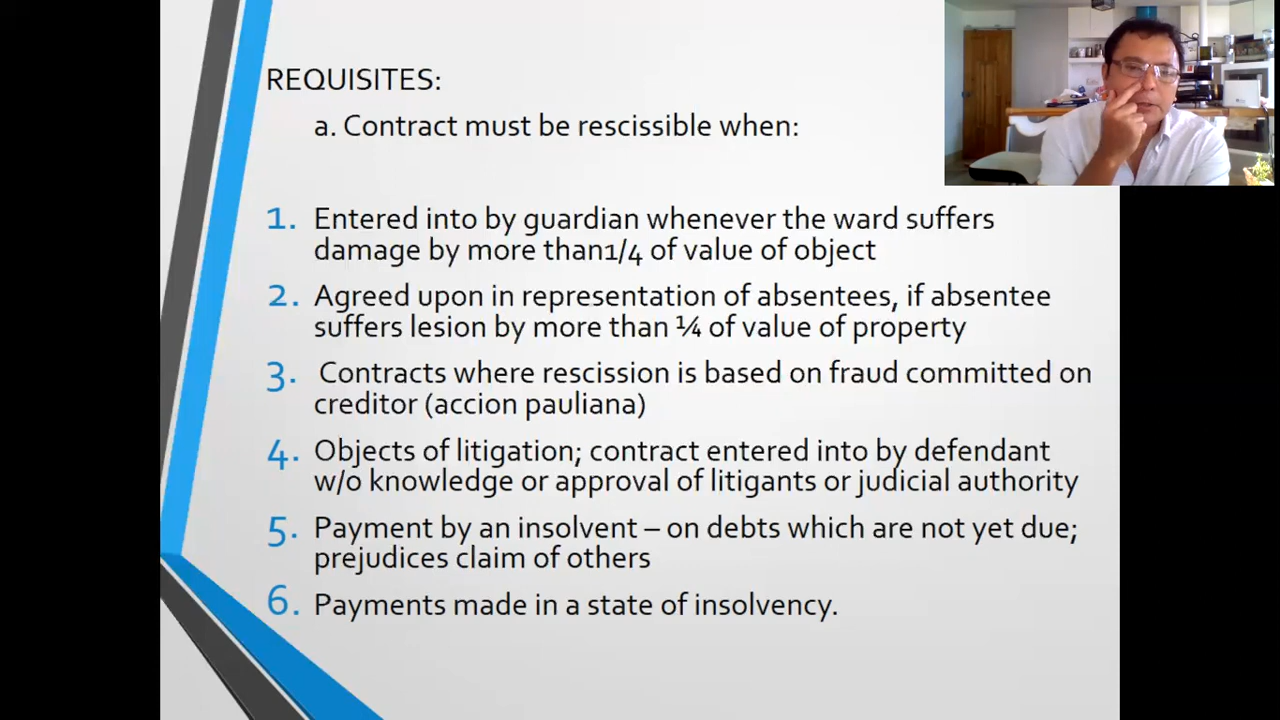 REQUISITES:
a. Contract must be rescissible when:
1. Entered into by guardian whenever the ward suffers
damage by more than1/4 of value of object
2. Agreed upon in representation of absentees, if absentee
suffers lesion by more than ¼ of value of property
3. Contracts where rescission is based on fraud committed on
creditor (accion pauliana)
4. Objects of litigation; contract entered into by defendant
w/o knowledge or approval of litigants or judicial authority
5. Payment by an insolvent – on debts which are not yet due;
prejudices claim of others
6. Payments made in a state of insolvency.